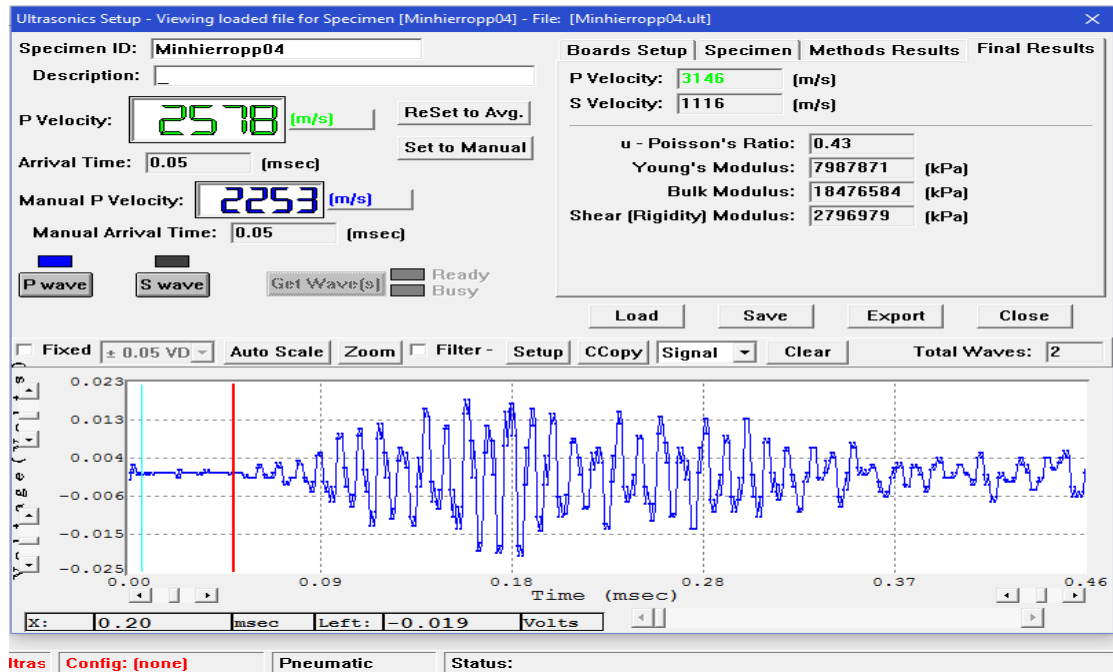 Ultrasonics Setup - Viewing loaded file for Specimen [Minhierropp04] - File: [Minhierropp04.ult]
Specimen ID: Minhierropp04
Description: _
P Velocity: 2578 (m/s)
ReSet to Avg.
Set to Manual
Arrival Time: 0.05 (msec)
Manual P Velocity: 2253 (m/s)
Manual Arrival Time: 0.05 (msec)
P wave
S wave
Get Wave(s)
Ready
Busy
Boards Setup Specimen Methods Results Final Results
P Velocity: 3146 (m/s)
S Velocity: 1116 (m/s)
u - Poisson's Ratio: 0.43
Young's Modulus: 7987871 (kPa)
Bulk Modulus: 18476584 (kPa)
Shear (Rigidity) Modulus: 2796979 (kPa)
Load Save Export Close
Fixed ± 0.05 VD Auto Scale Zoom Filter - Setup CCopy Signal Clear Total Waves: 2
0.023
0.013
0.004
-0.006
-0.015
-0.025
0.00 0.09 0.18 0.28 0.37 0.46
Time (msec)
X: 0.20 msec Left: -0.019 Volts
ltras Config: (none) Pneumatic Status: